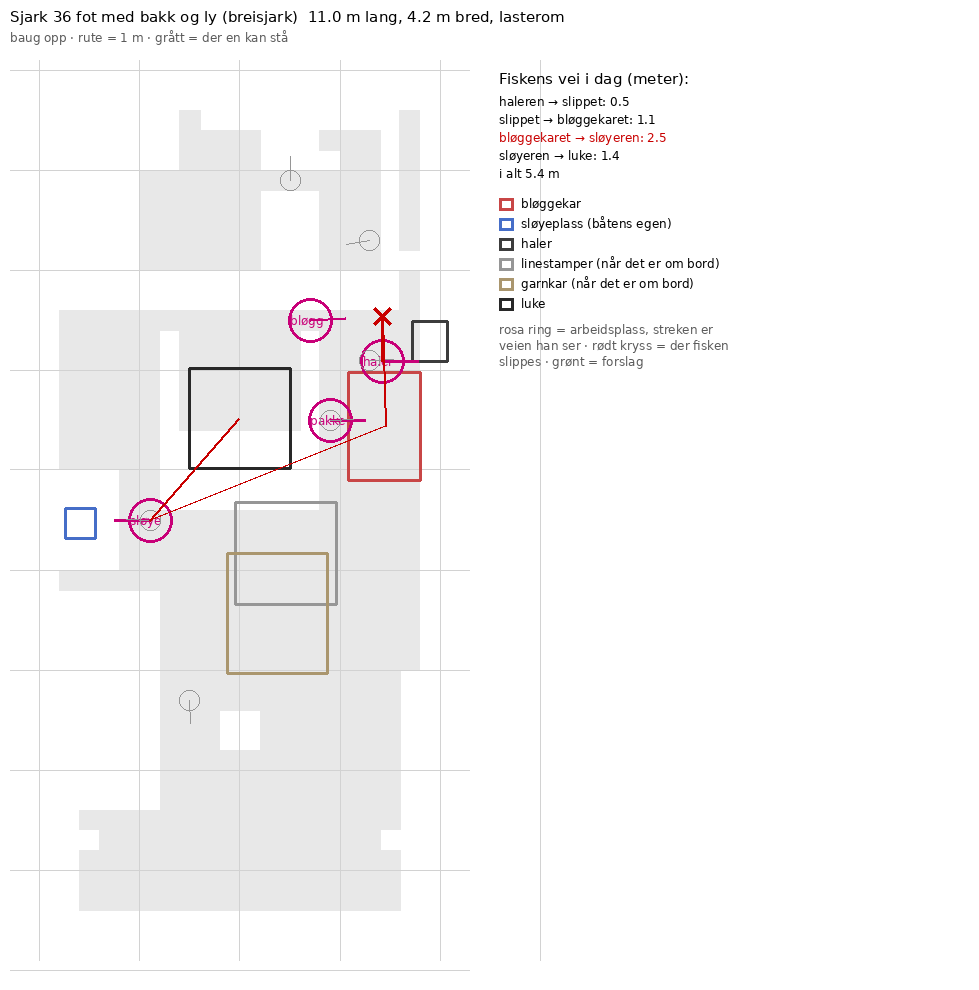 Sjark 36 fot med bakk og ly (breisjark)  11.0 m lang, 4.2 m bred, lasterom
baug opp · rute = 1 m · grått = der en kan stå
Fiskens vei i dag (meter):
haleren → slippet: 0.5
slippet → bløggekaret: 1.1
bløggekaret → sløyeren: 2.5
sløyeren → luke: 1.4
i alt 5.4 m
bløggekar
sløyeplass (båtens egen)
haler
linestamper (når det er om bord)
garnkar (når det er om bord)
luke
rosa ring = arbeidsplass, streken er
veien han ser · rødt kryss = der fisken
slippes · grønt = forslag
bløgg
haler
pakke
sløye